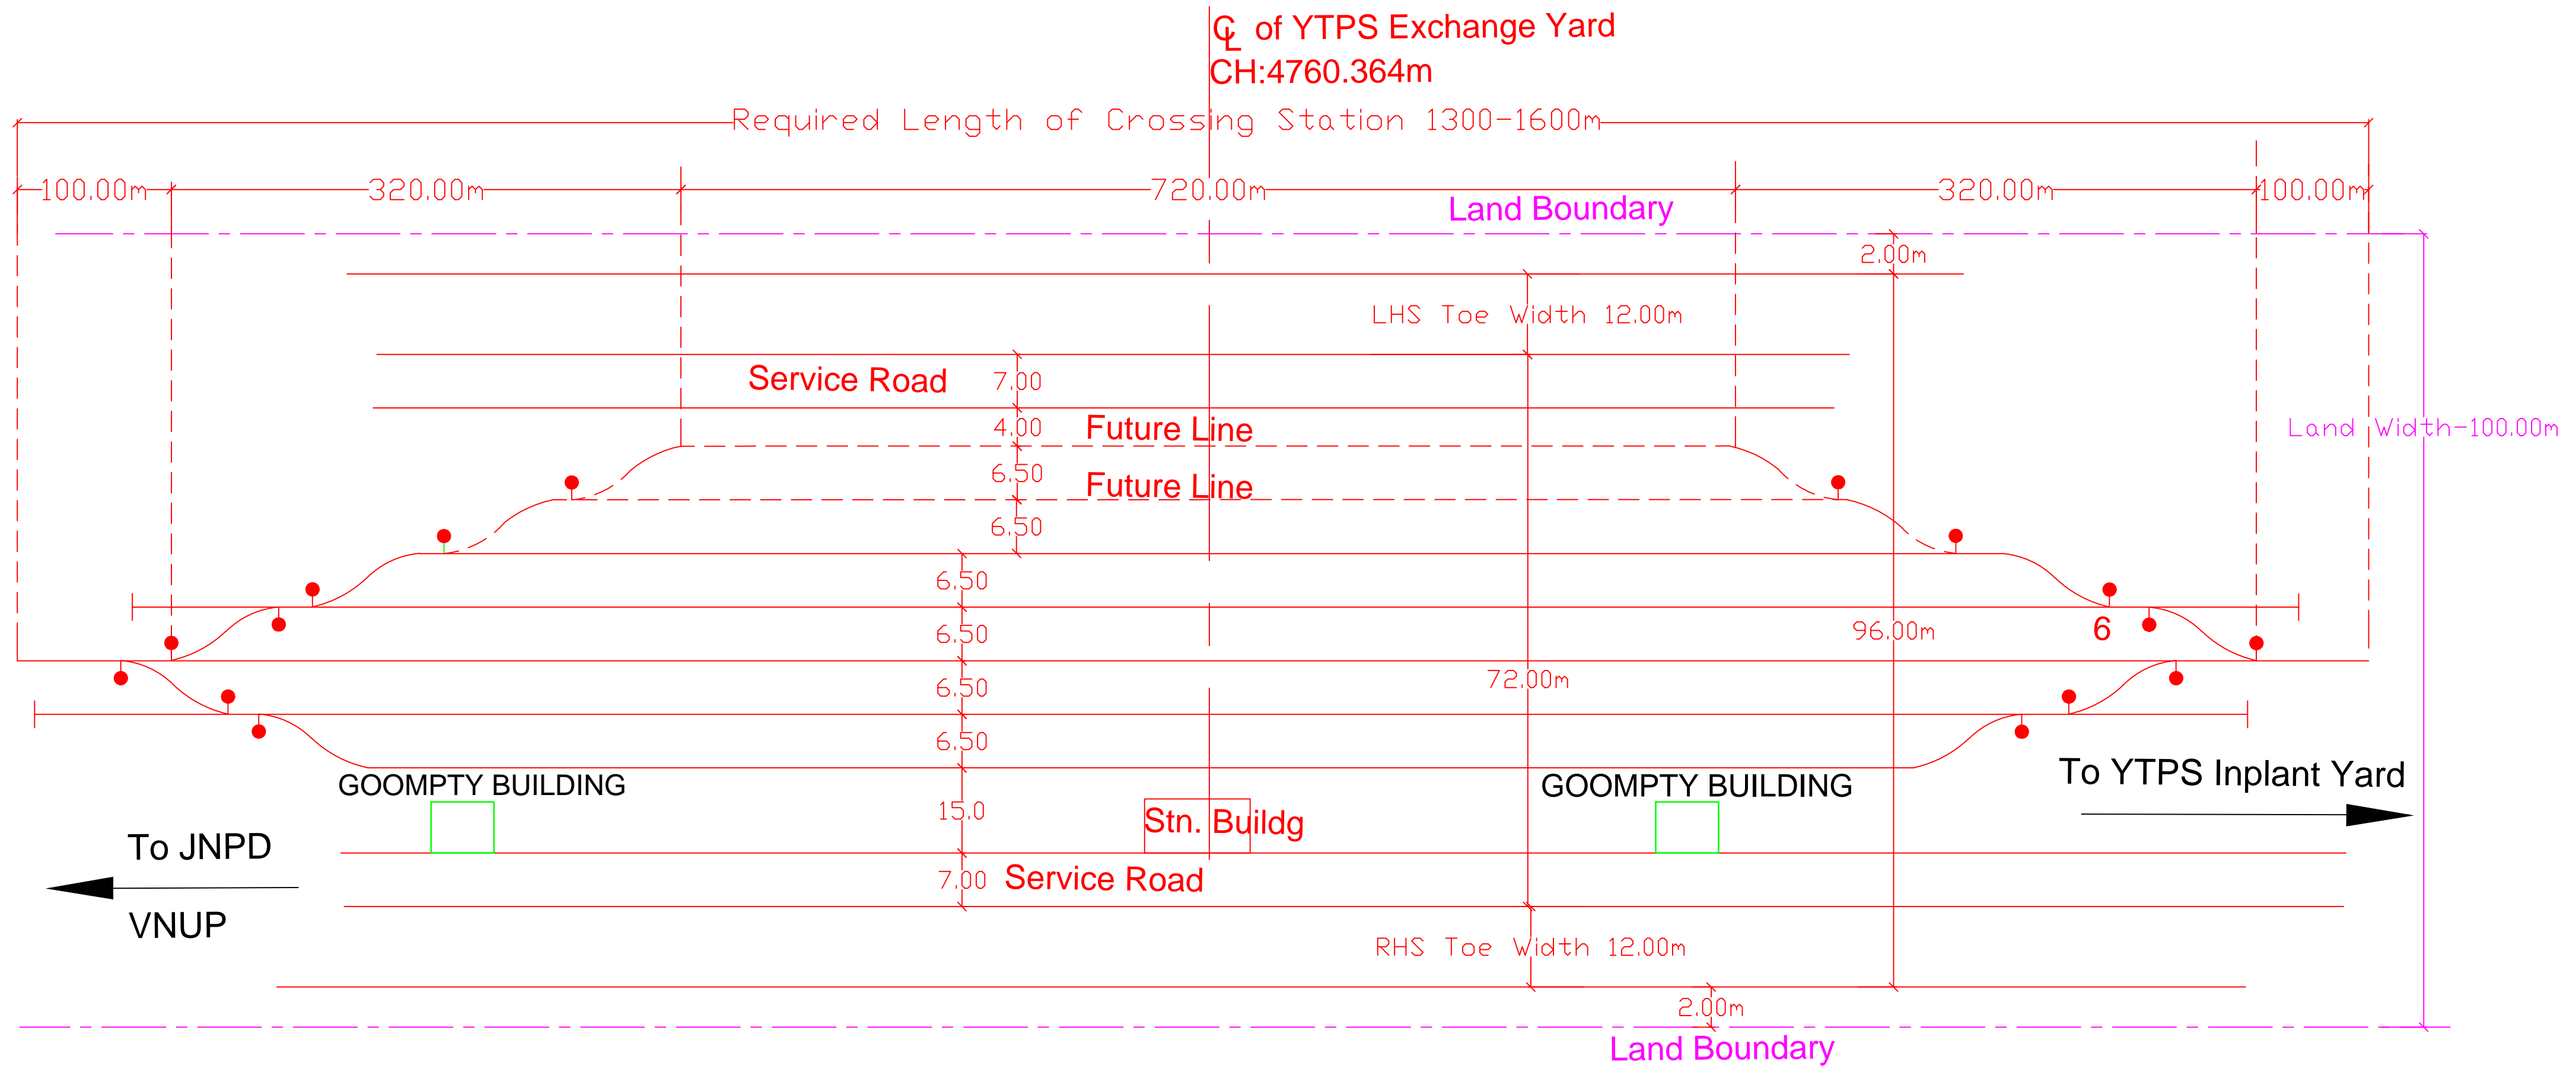 ℄ of YTPS Exchange Yard
CH:4760.364m
Required Length of Crossing Station 1300-1600m
100.00m
320.00m
720.00m
320.00m
100.00m
Land Boundary
2.00m
LHS Toe Width 12.00m
Service Road
7.00
4.00
Future Line
Land Width-100.00m
6.50
Future Line
6.50
6.50
6.50
96.00m
6
6.50
72.00m
6.50
GOOMPTY BUILDING
GOOMPTY BUILDING
To YTPS Inplant Yard
15.0
Stn. Buildg
To JNPD
7.00
Service Road
VNUP
RHS Toe Width 12.00m
2.00m
Land Boundary